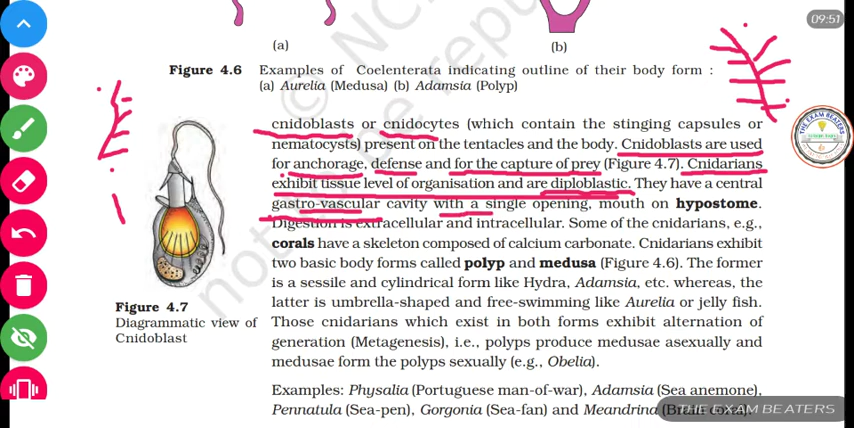 09:51
(a)
(b)
Figure 4.6 Examples of Coelenterata indicating outline of their body form :
(a) Aurelia (Medusa) (b) Adamsia (Polyp)
cnidoblasts or cnidocytes (which contain the stinging capsules or
nematocysts) present on the tentacles and the body. Cnidoblasts are used
for anchorage, defense and for the capture of prey (Figure 4.7). Cnidarians
exhibit tissue level of organisation and are diploblastic. They have a central
gastro-vascular cavity with a single opening, mouth on hypostome.
Digestion is extracellular and intracellular. Some of the cnidarians, e.g.,
corals have a skeleton composed of calcium carbonate. Cnidarians exhibit
two basic body forms called polyp and medusa (Figure 4.6). The former
is a sessile and cylindrical form like Hydra, Adamsia, etc. whereas, the
latter is umbrella-shaped and free-swimming like Aurelia or jelly fish.
Those cnidarians which exist in both forms exhibit alternation of
generation (Metagenesis), i.e., polyps produce medusae asexually and
medusae form the polyps sexually (e.g., Obelia).
Figure 4.7
Diagrammatic view of
Cnidoblast
Examples: Physalia (Portuguese man-of-war), Adamsia (Sea anemone),
Pennatula (Sea-pen), Gorgonia (Sea-fan) and Meandrina
THE EXAM BEATERS
THE EXAM
BEATERS
not to be